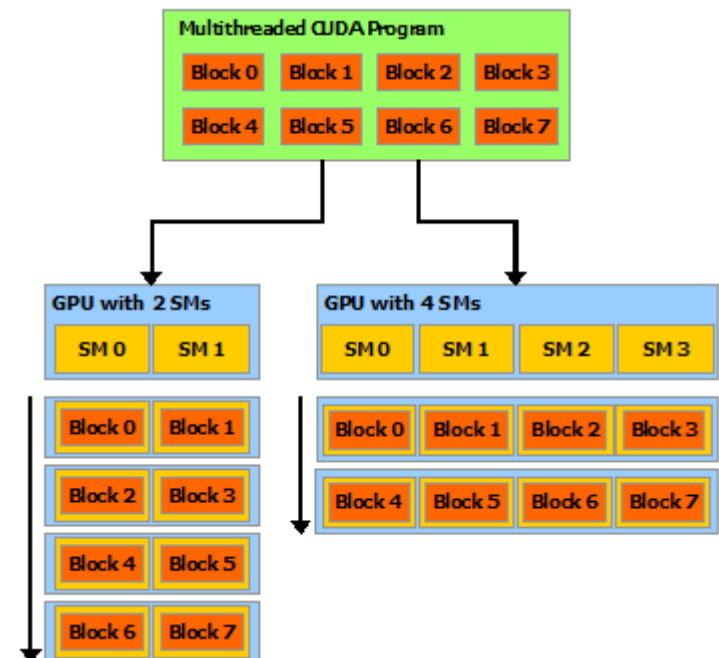 Multithreaded CUDA Program
Block 0 Block 1 Block 2 Block 3
Block 4 Block 5 Block 6 Block 7
GPU with 2 SMs
SM 0 SM 1
Block 0 Block 1
Block 2 Block 3
Block 4 Block 5
Block 6 Block 7
GPU with 4 SMs
SM 0 SM 1 SM 2 SM 3
Block 0 Block 1 Block 2 Block 3
Block 4 Block 5 Block 6 Block 7